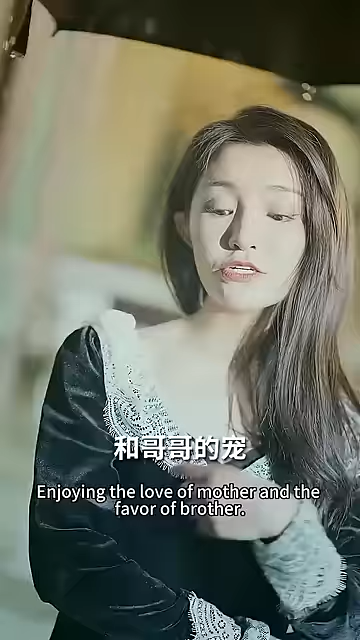 和哥哥的宠
Enjoying the love of mother and the
favor of brother.